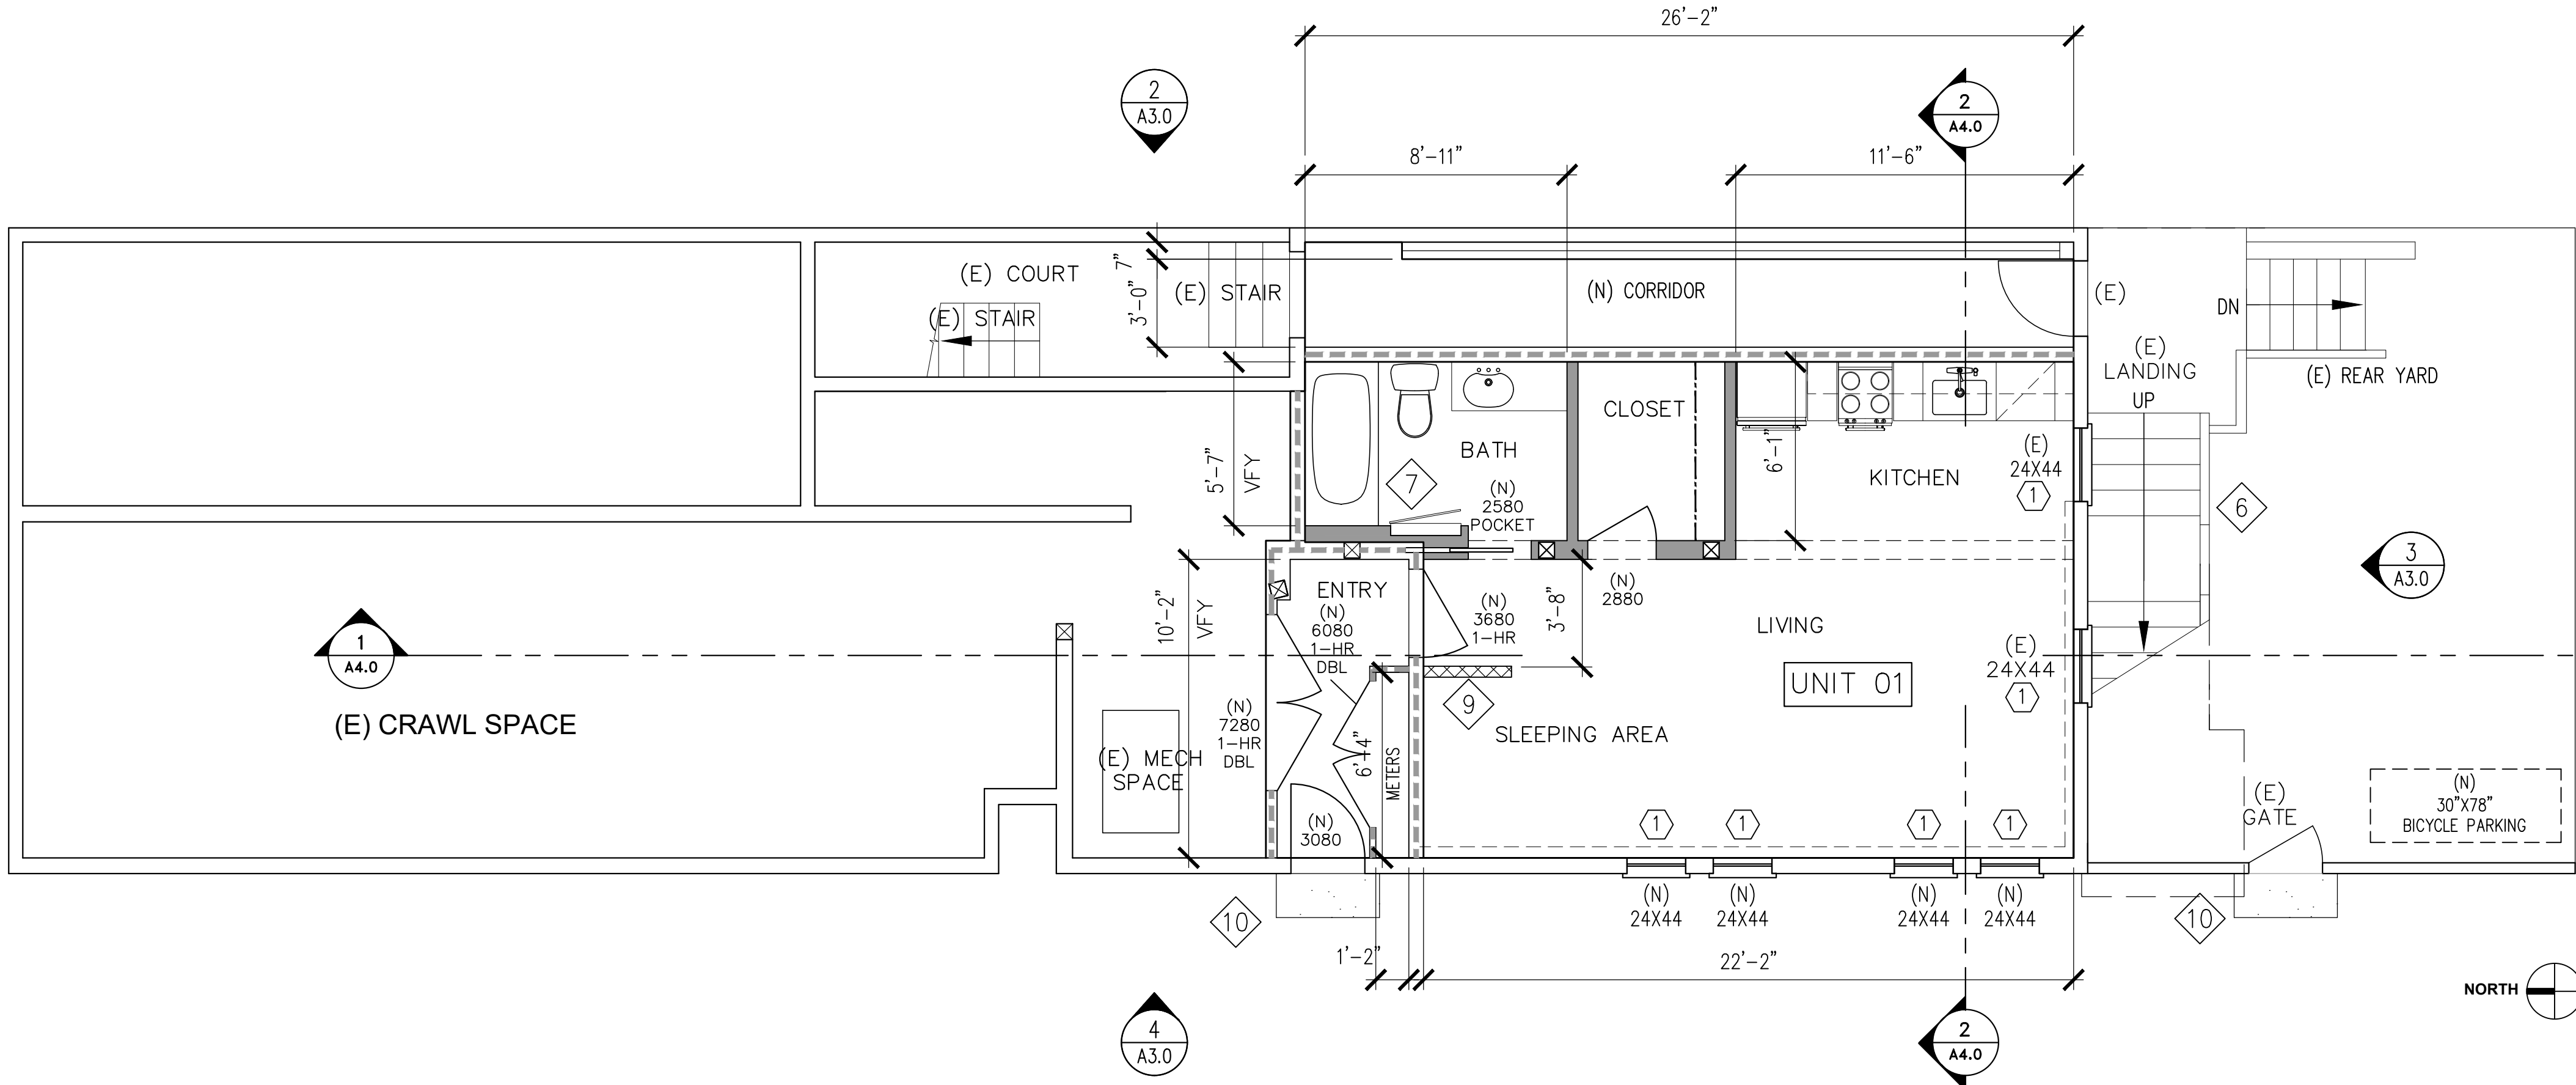 26'-2"
2
A3.0
2
A4.0
8'-11"
11'-6"
7"
3'-0"
(E) COURT
(E) STAIR
(E) STAIR
(N) CORRIDOR
(E)
DN
(E)
LANDING
UP
(E) REAR YARD
5'-7"
VFY
BATH
7
(N)
2580
POCKET
CLOSET
6'-1"
KITCHEN
(E)
24X44
1
6
3
A3.0
10'-2"
VFY
ENTRY
(N)
6080
1-HR
DBL
(N)
3680
1-HR
3'-8"
(N)
2880
LIVING
UNIT 01
(E)
24X44
1
1
A4.0
(E) CRAWL SPACE
(E) MECH
SPACE
(N)
7280
1-HR
DBL
6'-4"
METERS
9
SLEEPING AREA
(N)
3080
1
1
1
1
(E)
GATE
(N)
30"X78"
BICYCLE PARKING
10
(N)
24X44
(N)
24X44
(N)
24X44
(N)
24X44
10
1'-2"
22'-2"
NORTH
4
A3.0
2
A4.0